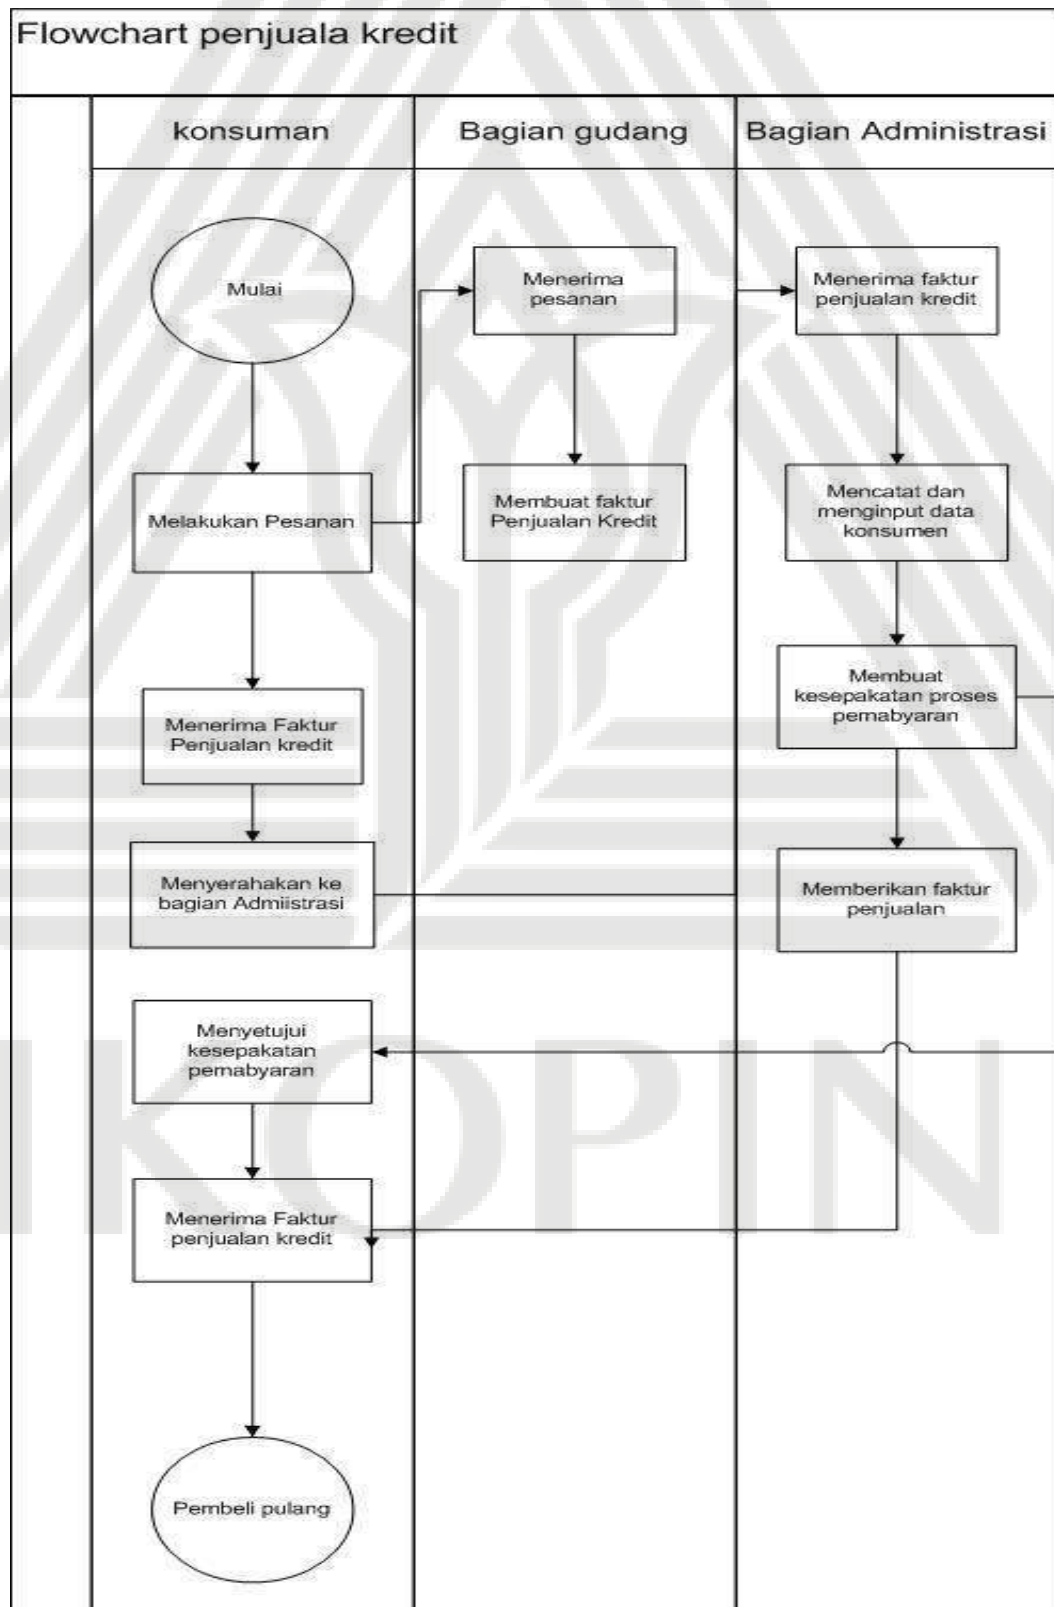 Flowchart penjuala kredit
konsuman
Bagian gudang
Bagian Administrasi
Mulai
Menerima
pesanan
Menerima faktur
penjualan kredit
Melakukan Pesanan
Membuat faktur
Penjualan Kredit
Mencatat dan
menginput data
konsumen
Menerima Faktur
Penjualan kredit
Membuat
kesepakatan proses
pemabyaran
Menyerahakan ke
bagian Admiistrasi
Memberikan faktur
penjualan
Menyetujui
kesepakatan
pemabyaran
Menerima Faktur
penjualan kredit
Pembeli pulang
IKOPIN